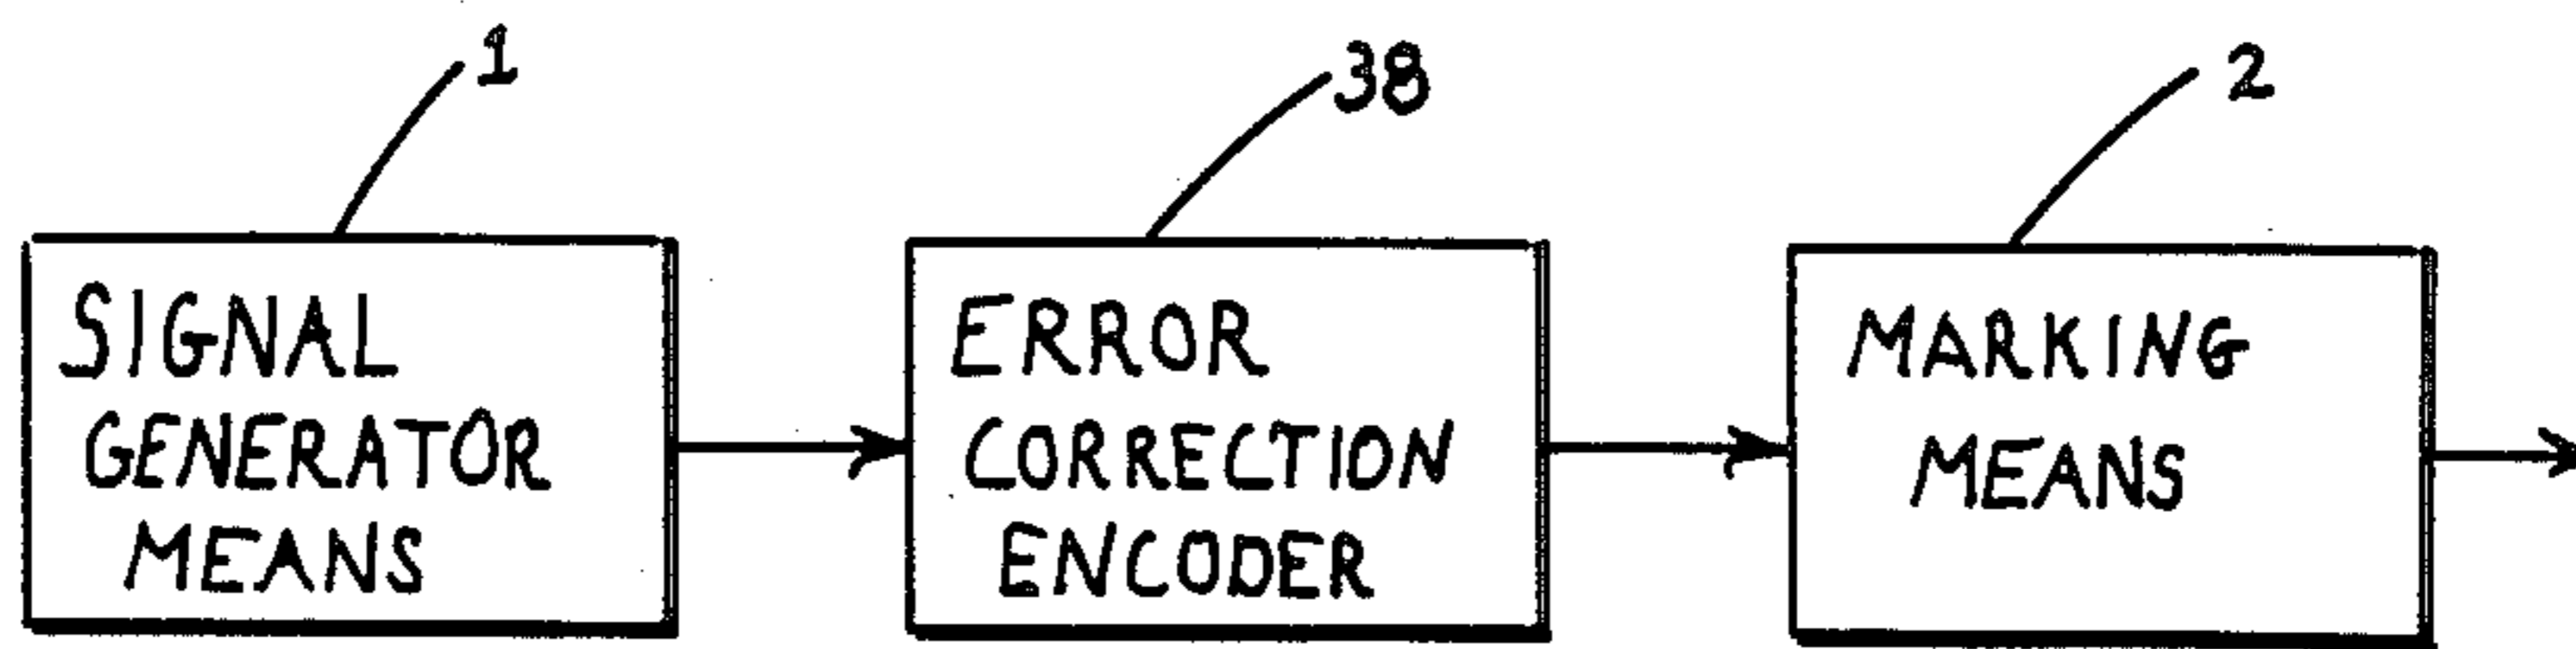 1
38
2
SIGNAL
GENERATOR
MEANS
ERROR
CORRECTION
ENCODER
MARKING
MEANS